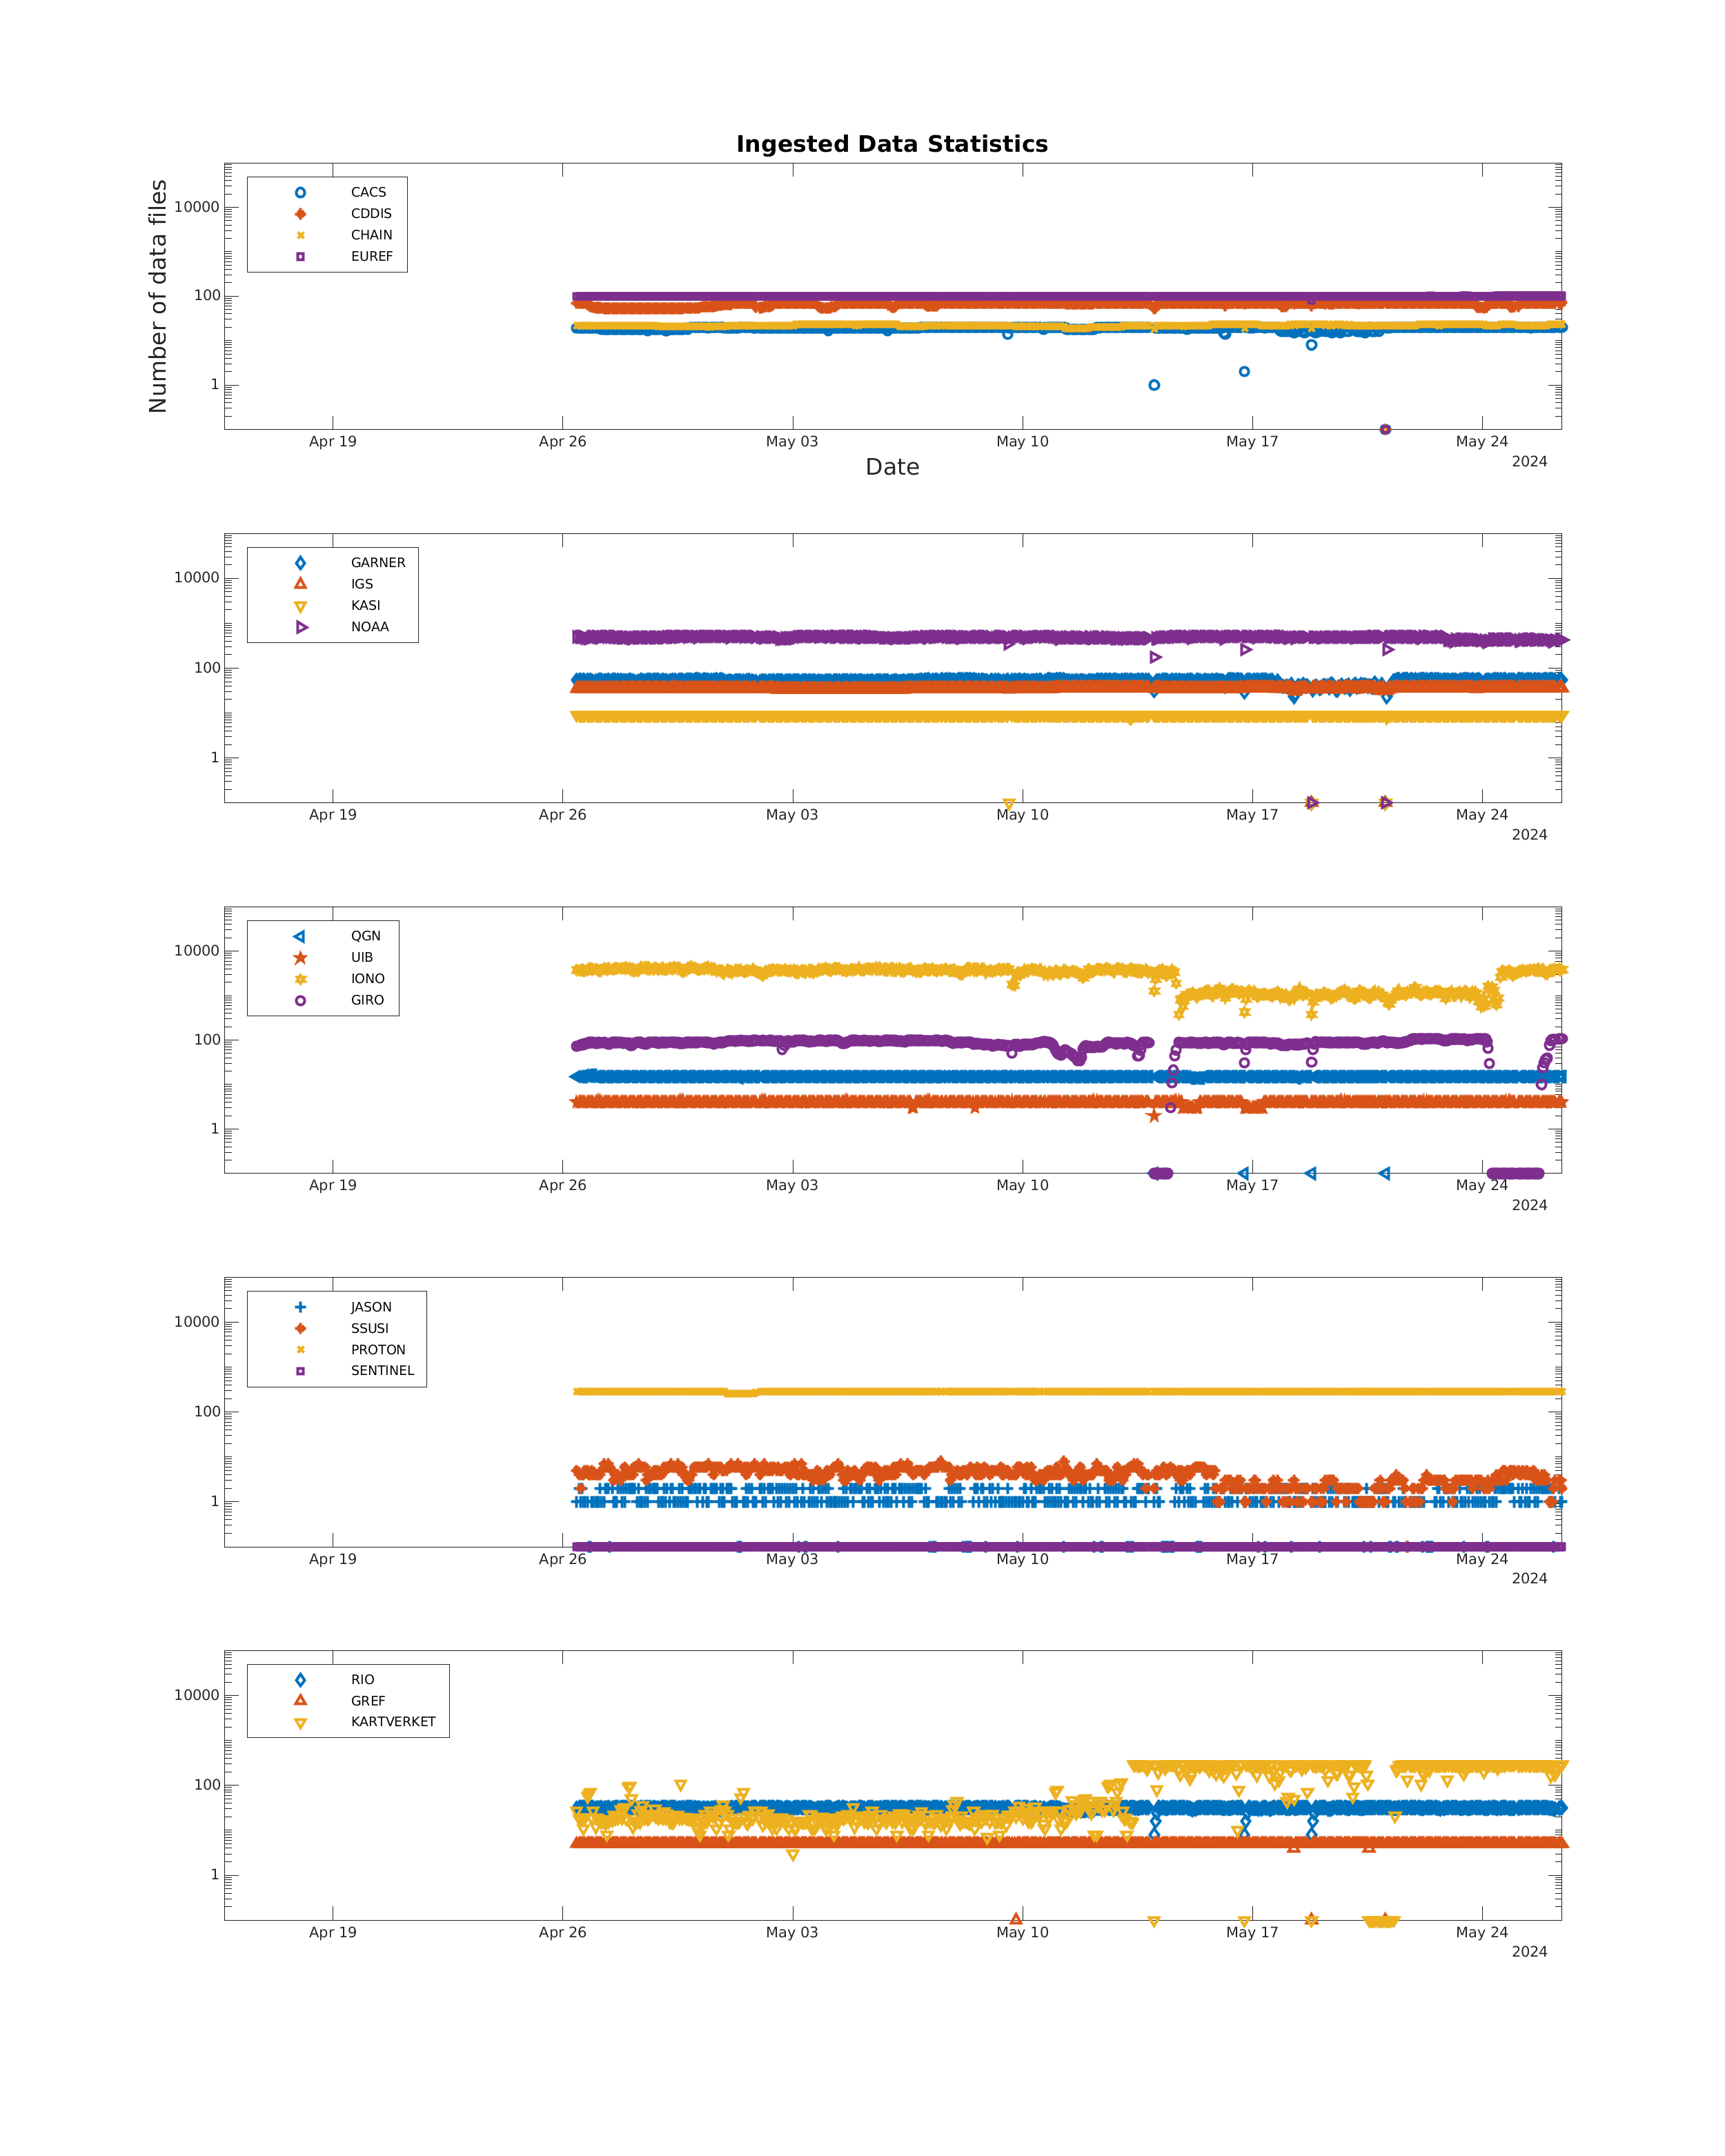 Ingested Data Statistics
Number of data files
10000
100
1
CACS
CDDIS
CHAIN
EUREF
Apr 19 Apr 26 May 03 May 10 May 17 May 24
2024
Date
10000
100
1
GARNER
IGS
KASI
NOAA
Apr 19 Apr 26 May 03 May 10 May 17 May 24
2024
10000
100
1
QGN
UIB
IONO
GIRO
Apr 19 Apr 26 May 03 May 10 May 17 May 24
2024
10000
100
1
JASON
SSUSI
PROTON
SENTINEL
Apr 19 Apr 26 May 03 May 10 May 17 May 24
2024
10000
100
1
RIO
GREF
KARTVERKET
Apr 19 Apr 26 May 03 May 10 May 17 May 24
2024